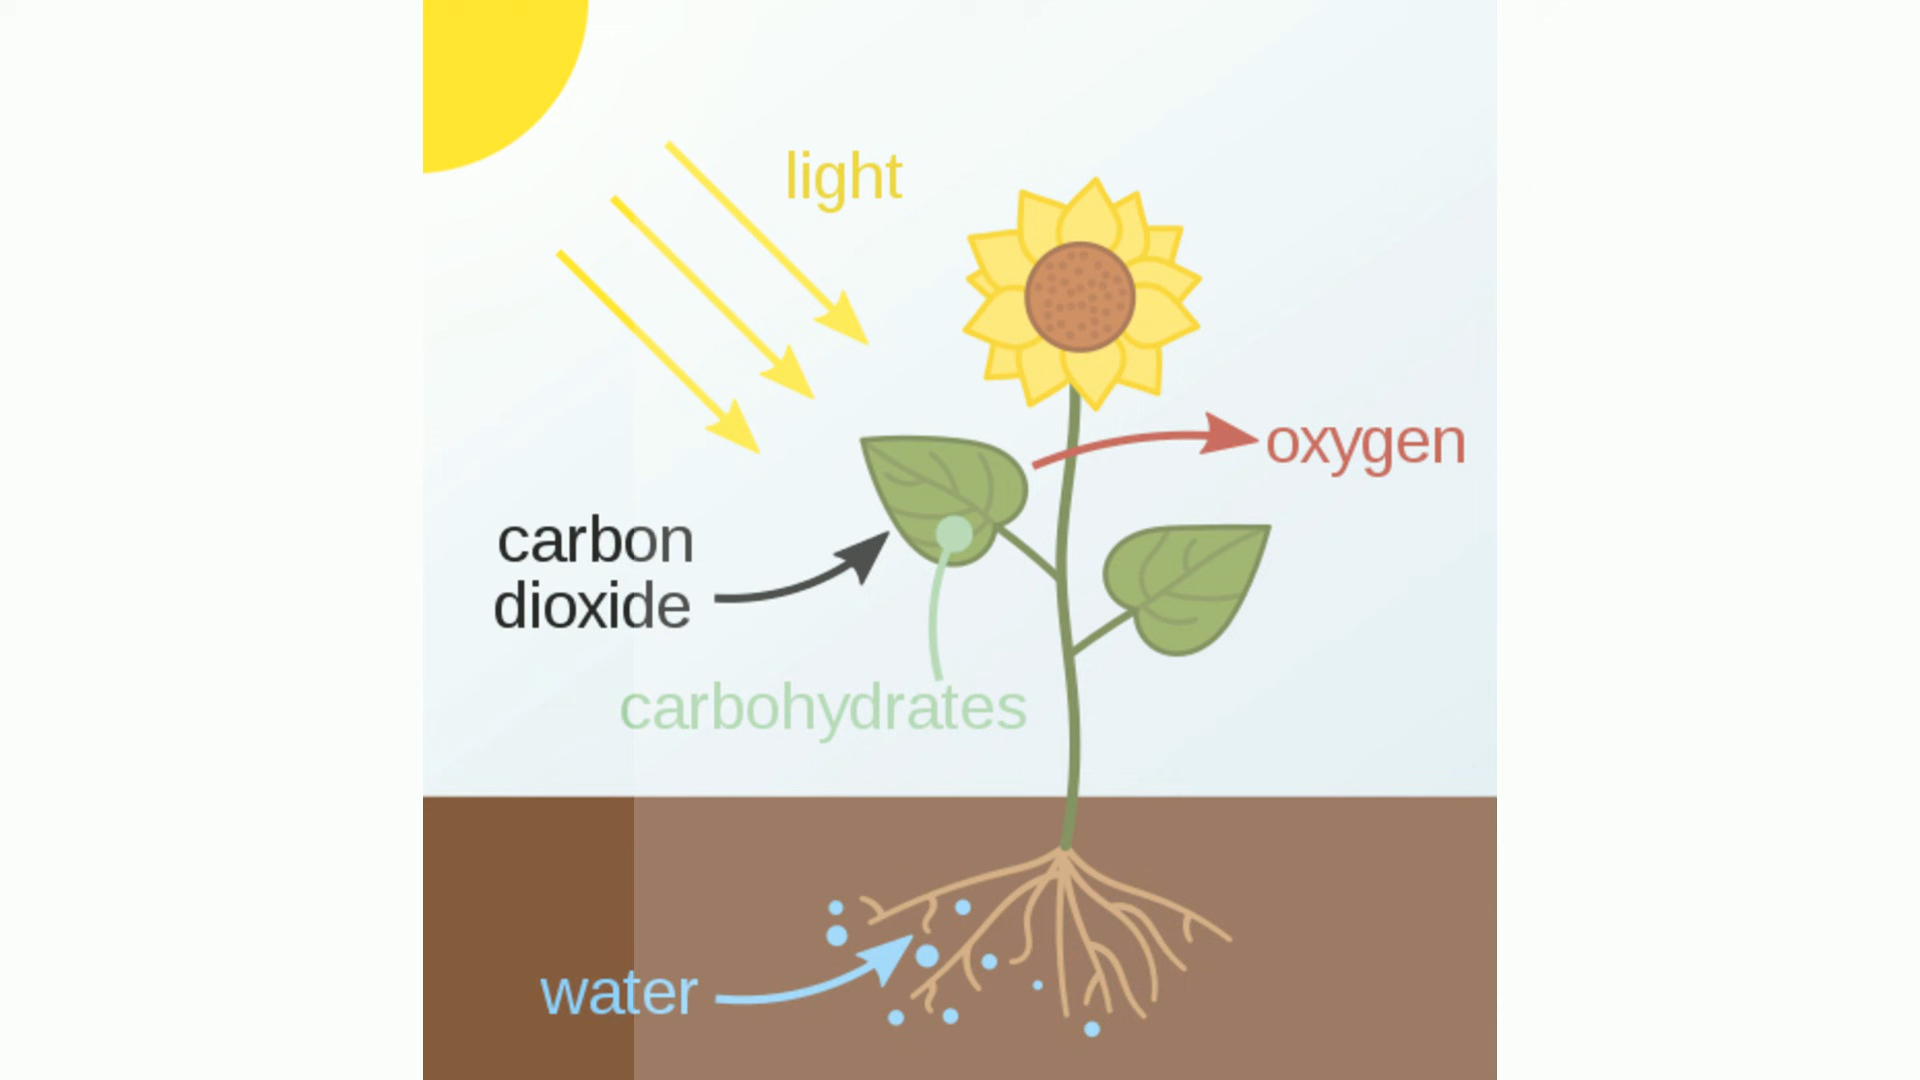 light
oxygen
carbon
dioxide
carbohydrates
water